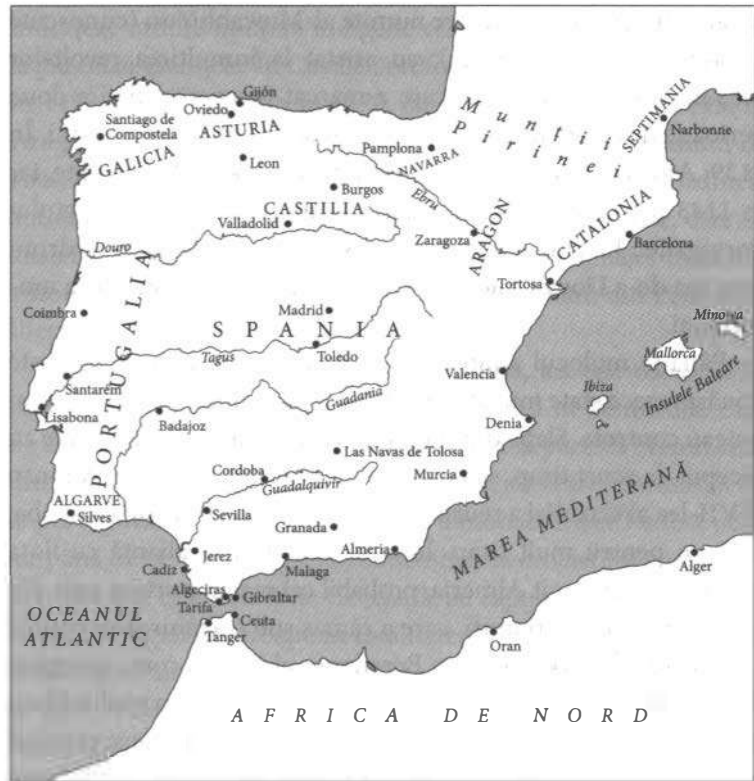 Gijón
Oviedo
Santiago de
Compostela
ASTURIA
GALICIA
Leon
Burgos
CASTILIA
Valladolid
Douro
Pamplona
NAVARRA
Munții
Pirinei
SEPTIMANIA
Narbonne
Ebru
Zaragoza
ARAGON
CATALONIA
Barcelona
Tortosa
Coimbra
PORTUGALIA
Madrid
SPANIA
Tagus
Toledo
Santarém
Lisabona
Badajoz
Guadania
Valencia
Denia
Ibiza
Mallorca
Insulele Baleare
Las Navas de Tolosa
Cordoba
Guadalquivir
Murcia
ALGARVE
Silves
Sevilla
Granada
Almeria
Jerez
Cadiz
Malaga
Algeciras
Gibraltar
Tarifa
Ceuta
Tanger
MAREA MEDITERANĂ
Alger
Oran
OCEANUL
ATLANTIC
AFRICA DE NORD